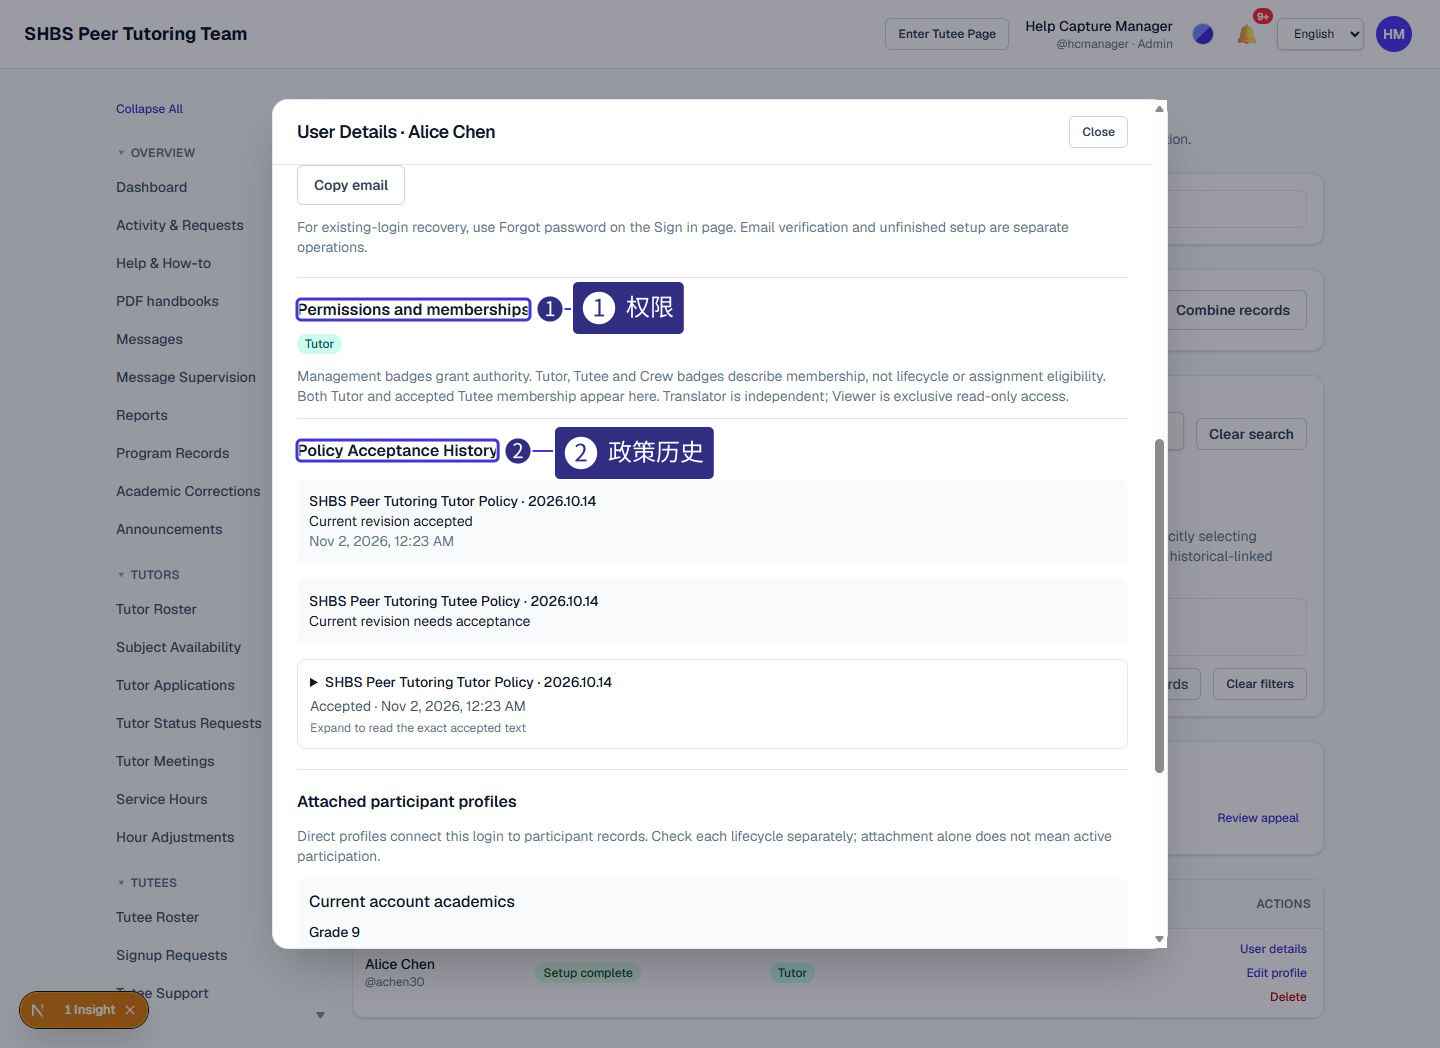 SHBS Peer Tutoring Team
Enter Tutee Page
Help Capture Manager
@hcmanager · Admin
9+
English
HM
Collapse All
OVERVIEW
Dashboard
Activity & Requests
Help & How-to
PDF handbooks
Messages
Message Supervision
Reports
Program Records
Academic Corrections
Announcements
TUTORS
Tutor Roster
Subject Availability
Tutor Applications
Tutor Status Requests
Tutor Meetings
Service Hours
Hour Adjustments
TUTEES
Tutee Roster
Signup Requests
Tutee Support
1 Insight
User Details · Alice Chen
Close
Copy email
For existing-login recovery, use Forgot password on the Sign in page. Email verification and unfinished setup are separate
operations.
Permissions and memberships
1
1 权限
Tutor
Management badges grant authority. Tutor, Tutee and Crew badges describe membership, not lifecycle or assignment eligibility.
Both Tutor and accepted Tutee membership appear here. Translator is independent; Viewer is exclusive read-only access.
Policy Acceptance History
2
2 政策历史
SHBS Peer Tutoring Tutor Policy · 2026.10.14
Current revision accepted
Nov 2, 2026, 12:23 AM
SHBS Peer Tutoring Tutee Policy · 2026.10.14
Current revision needs acceptance
SHBS Peer Tutoring Tutor Policy · 2026.10.14
Accepted · Nov 2, 2026, 12:23 AM
Expand to read the exact accepted text
Attached participant profiles
Direct profiles connect this login to participant records. Check each lifecycle separately; attachment alone does not mean active
participation.
Current account academics
Grade 9
Combine records
Clear search
selecting
historical-linked
Clear filters
Review appeal
ACTIONS
Alice Chen
@achen30
Setup complete
Tutor
User details
Edit profile
Delete